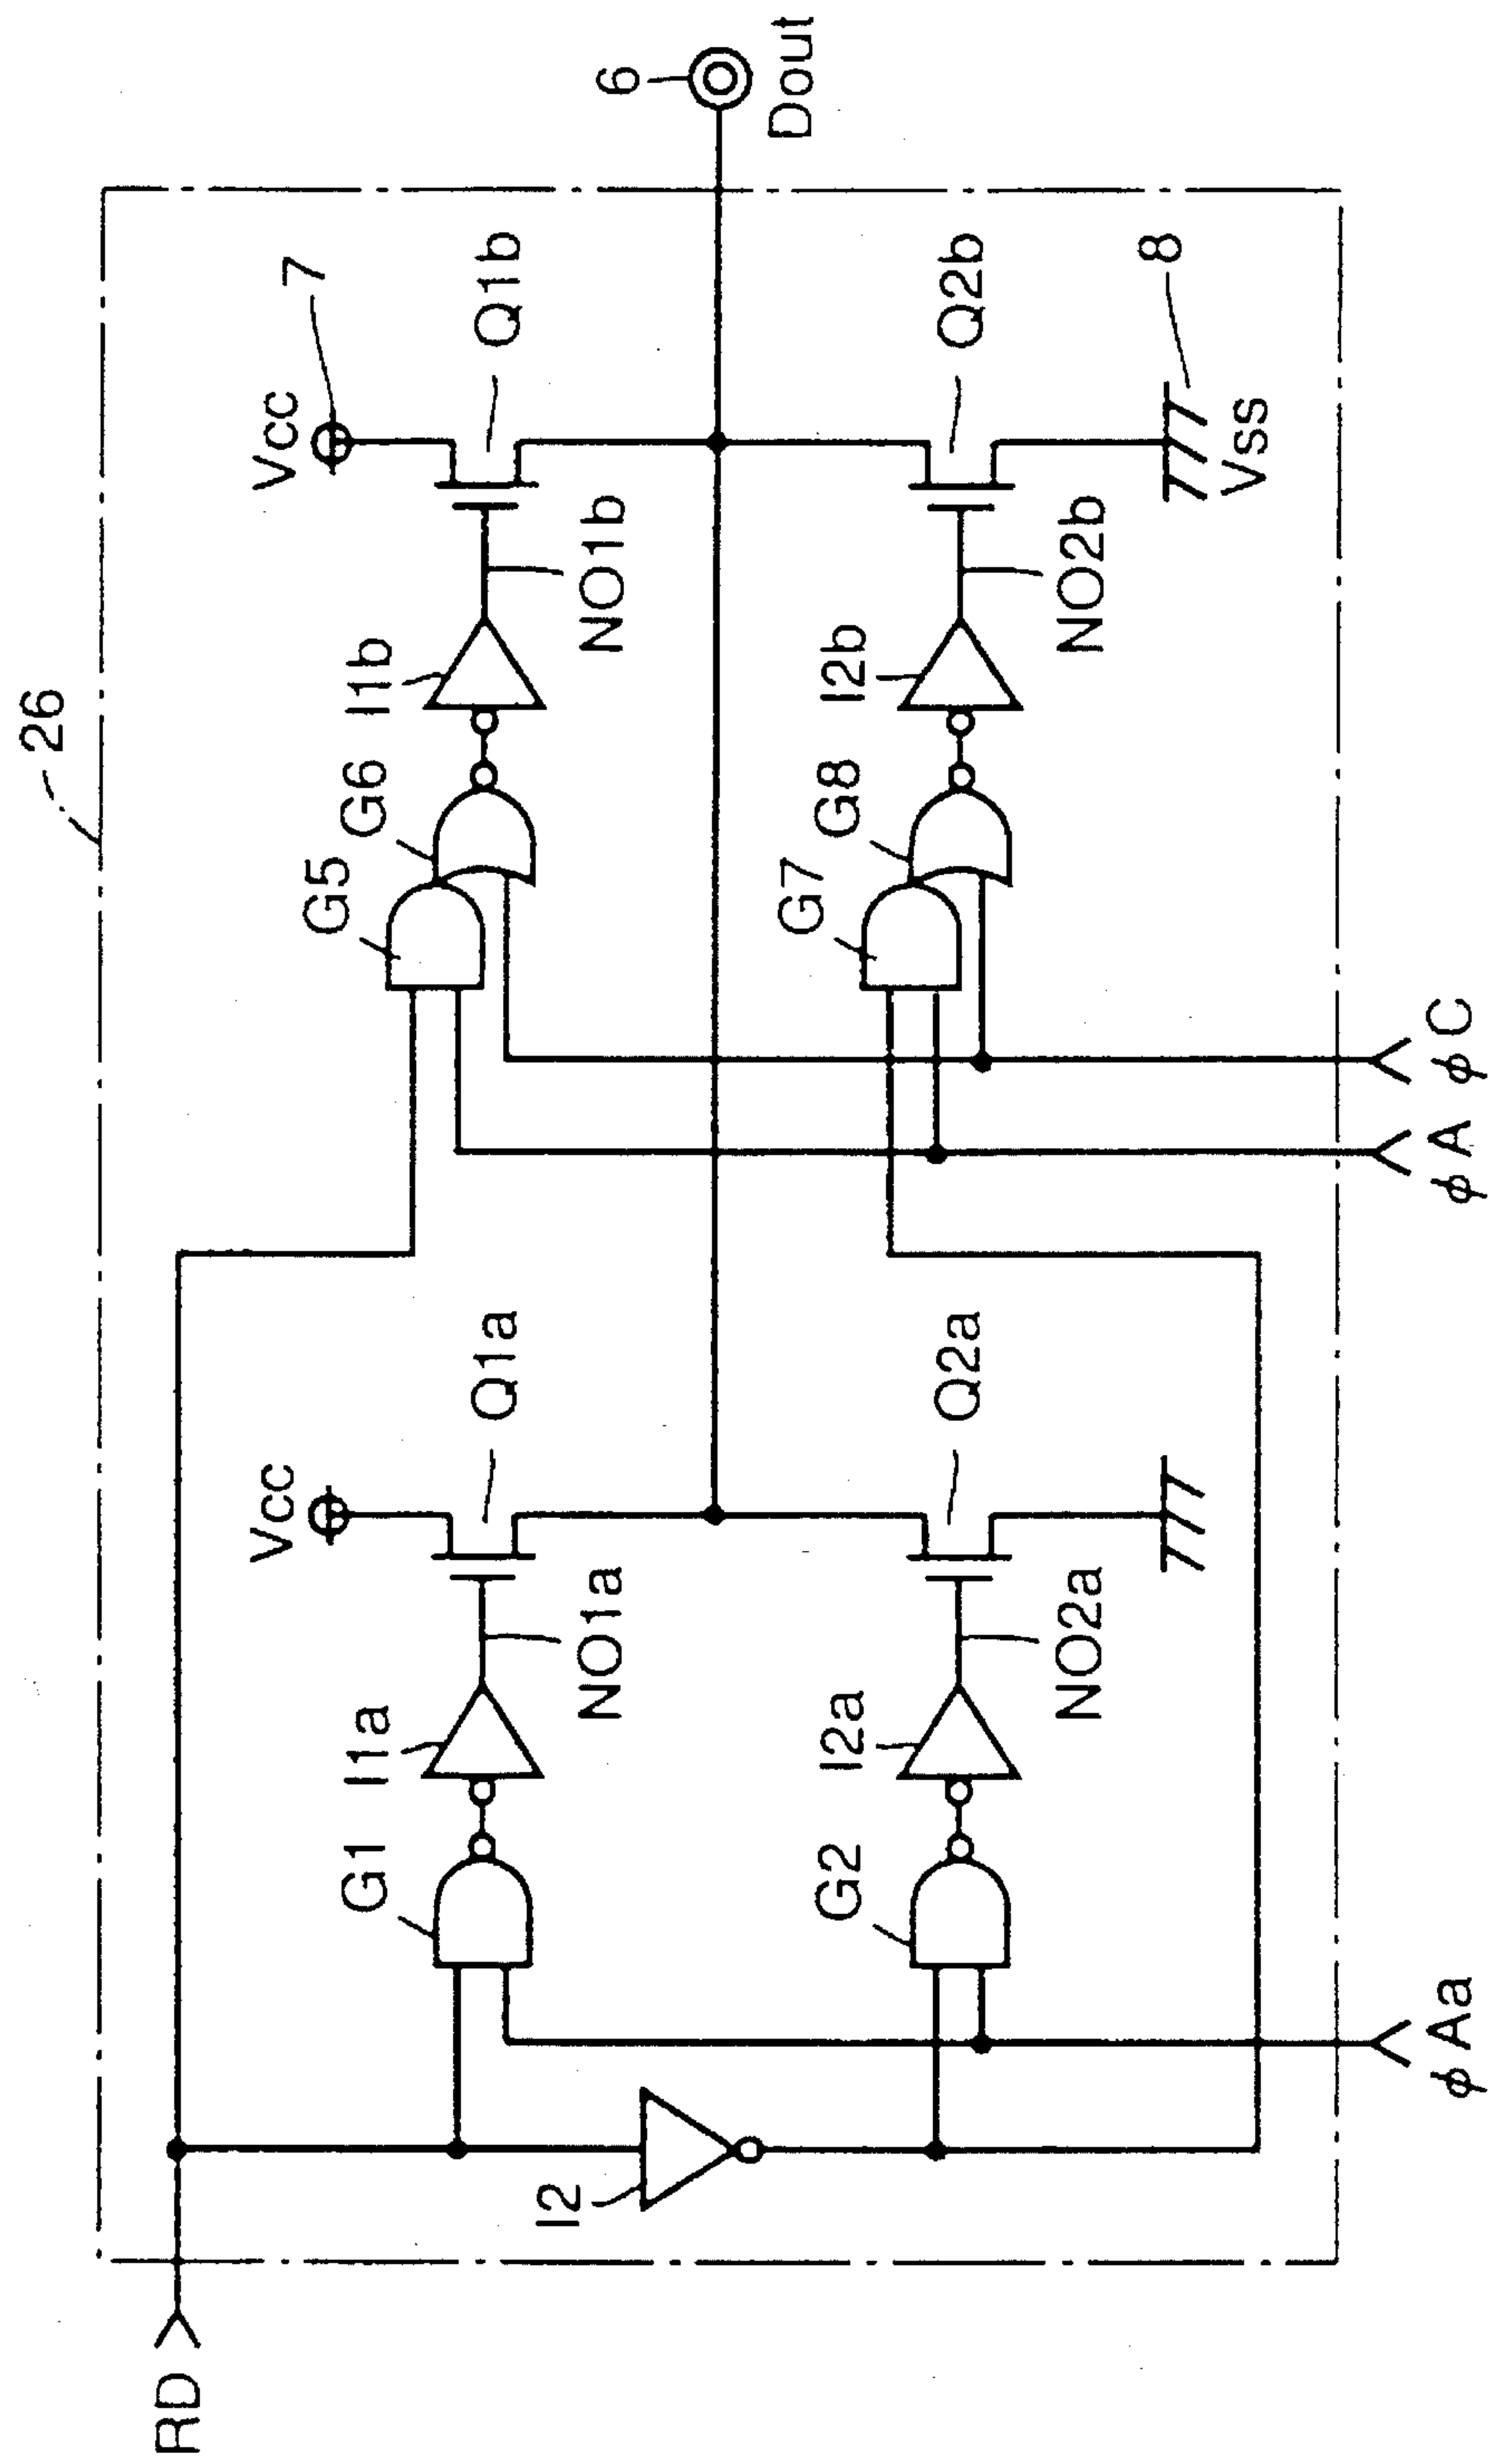 26
RD
I2
G1
I1a
NO1a
Vcc
Q1a
G2
I2a
NO2a
Q2a
G5
G6
I1b
NO1b
Vcc
7
Q1b
G7
G8
I2b
NO2b
Q2b
Vss
8
6
Dout
φAa
φA
φC